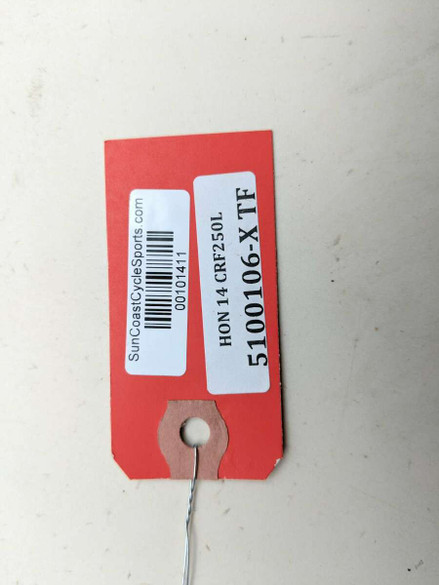 SunCoastCycleSports.com
00101411
HON 14 CRF250L
5100106-X TF